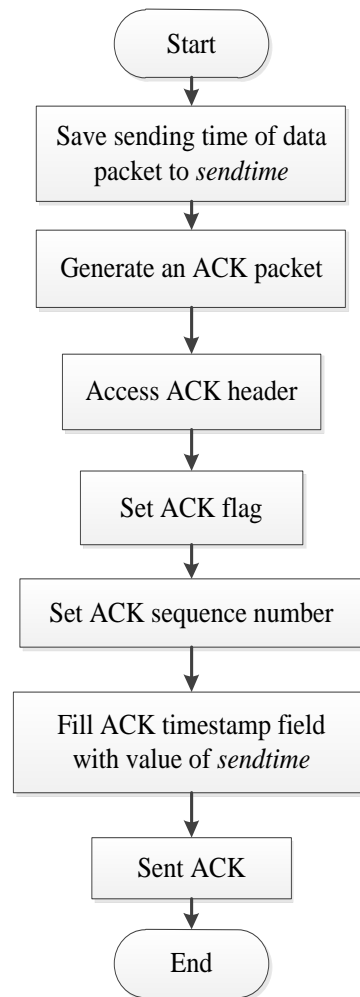 Start
Save sending time of data
packet to sendtime
Generate an ACK packet
Access ACK header
Set ACK flag
Set ACK sequence number
Fill ACK timestamp field
with value of sendtime
Sent ACK
End